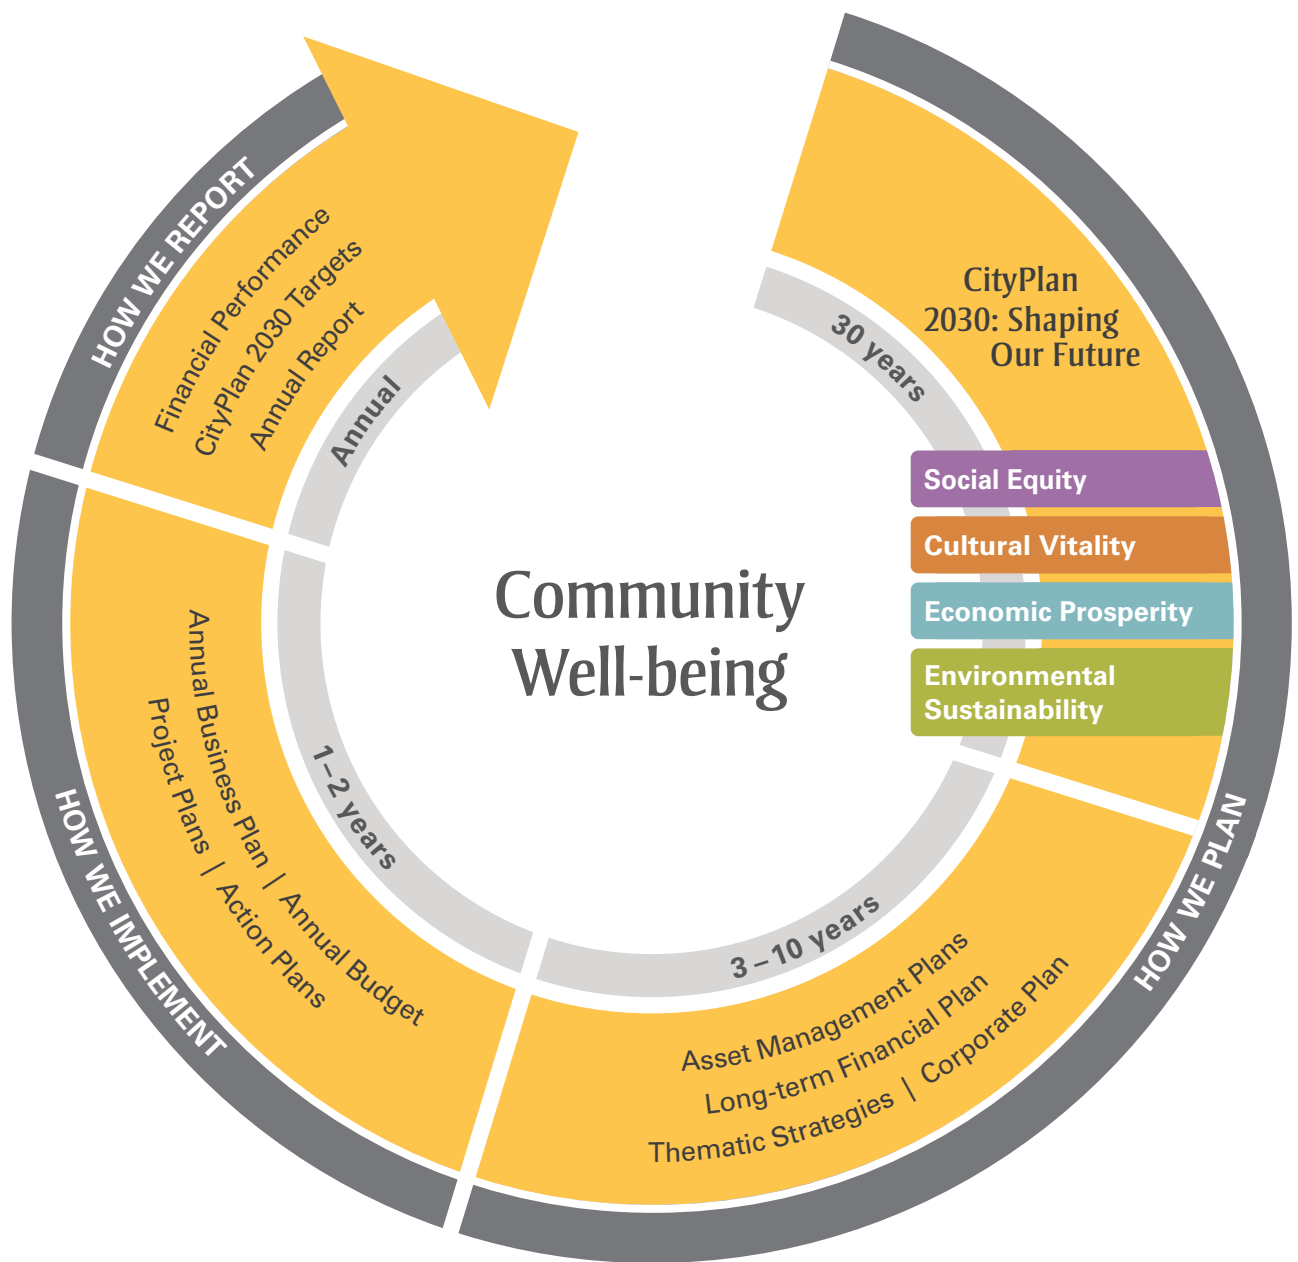 Community
Well-being
HOW WE PLAN
30 years
CityPlan
2030: Shaping
Our Future
Social Equity
Cultural Vitality
Economic Prosperity
Environmental
Sustainability
3 – 10 years
Asset Management Plans
Long-term Financial Plan
Thematic Strategies | Corporate Plan
HOW WE IMPLEMENT
1 – 2 years
Annual Business Plan | Annual Budget
Project Plans | Action Plans
HOW WE REPORT
Annual
Financial Performance
CityPlan 2030 Targets
Annual Report